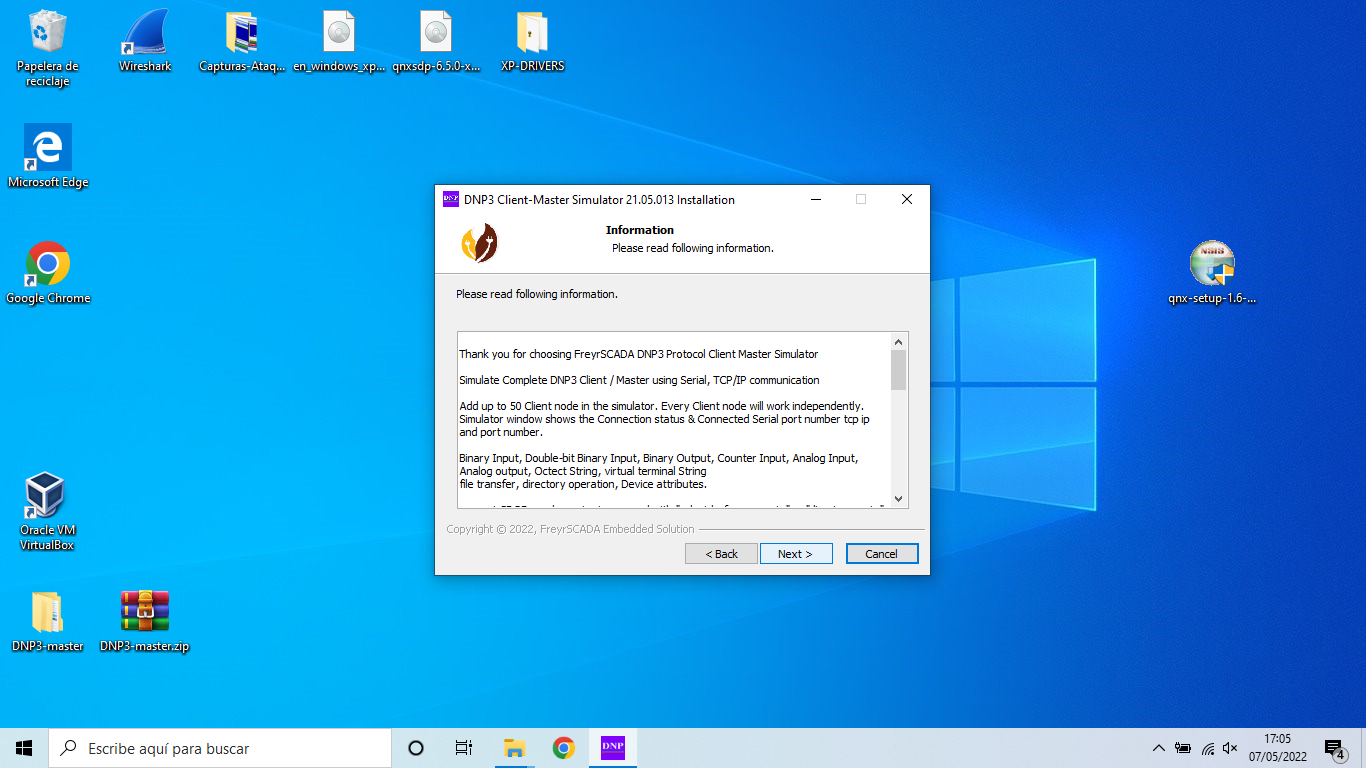 Papelera de
reciclaje
Wireshark
Capturas-Ataq...
en_windows_xp...
qnxsdp-6.5.0-x...
XP-DRIVERS
Microsoft Edge
Google Chrome
Oracle VM
VirtualBox
DNP3-master
DNP3-master.zip
NSIS
qnx-setup-1.6-...
DNP
DNP3 Client-Master Simulator 21.05.013 Installation
Information
Please read following information.
Please read following information.
Thank you for choosing FreyrSCADA DNP3 Protocol Client Master Simulator
Simulate Complete DNP3 Client / Master using Serial, TCP/IP communication
Add up to 50 Client node in the simulator. Every Client node will work independently.
Simulator window shows the Connection status & Connected Serial port number tcp ip
and port number.
Binary Input, Double-bit Binary Input, Binary Output, Counter Input, Analog Input,
Analog output, Octect String, virtual terminal String
file transfer, directory operation, Device attributes.
Copyright © 2022, FreyrSCADA Embedded Solution
< Back
Next >
Cancel
Escribe aquí para buscar
DNP
17:05
07/05/2022
4